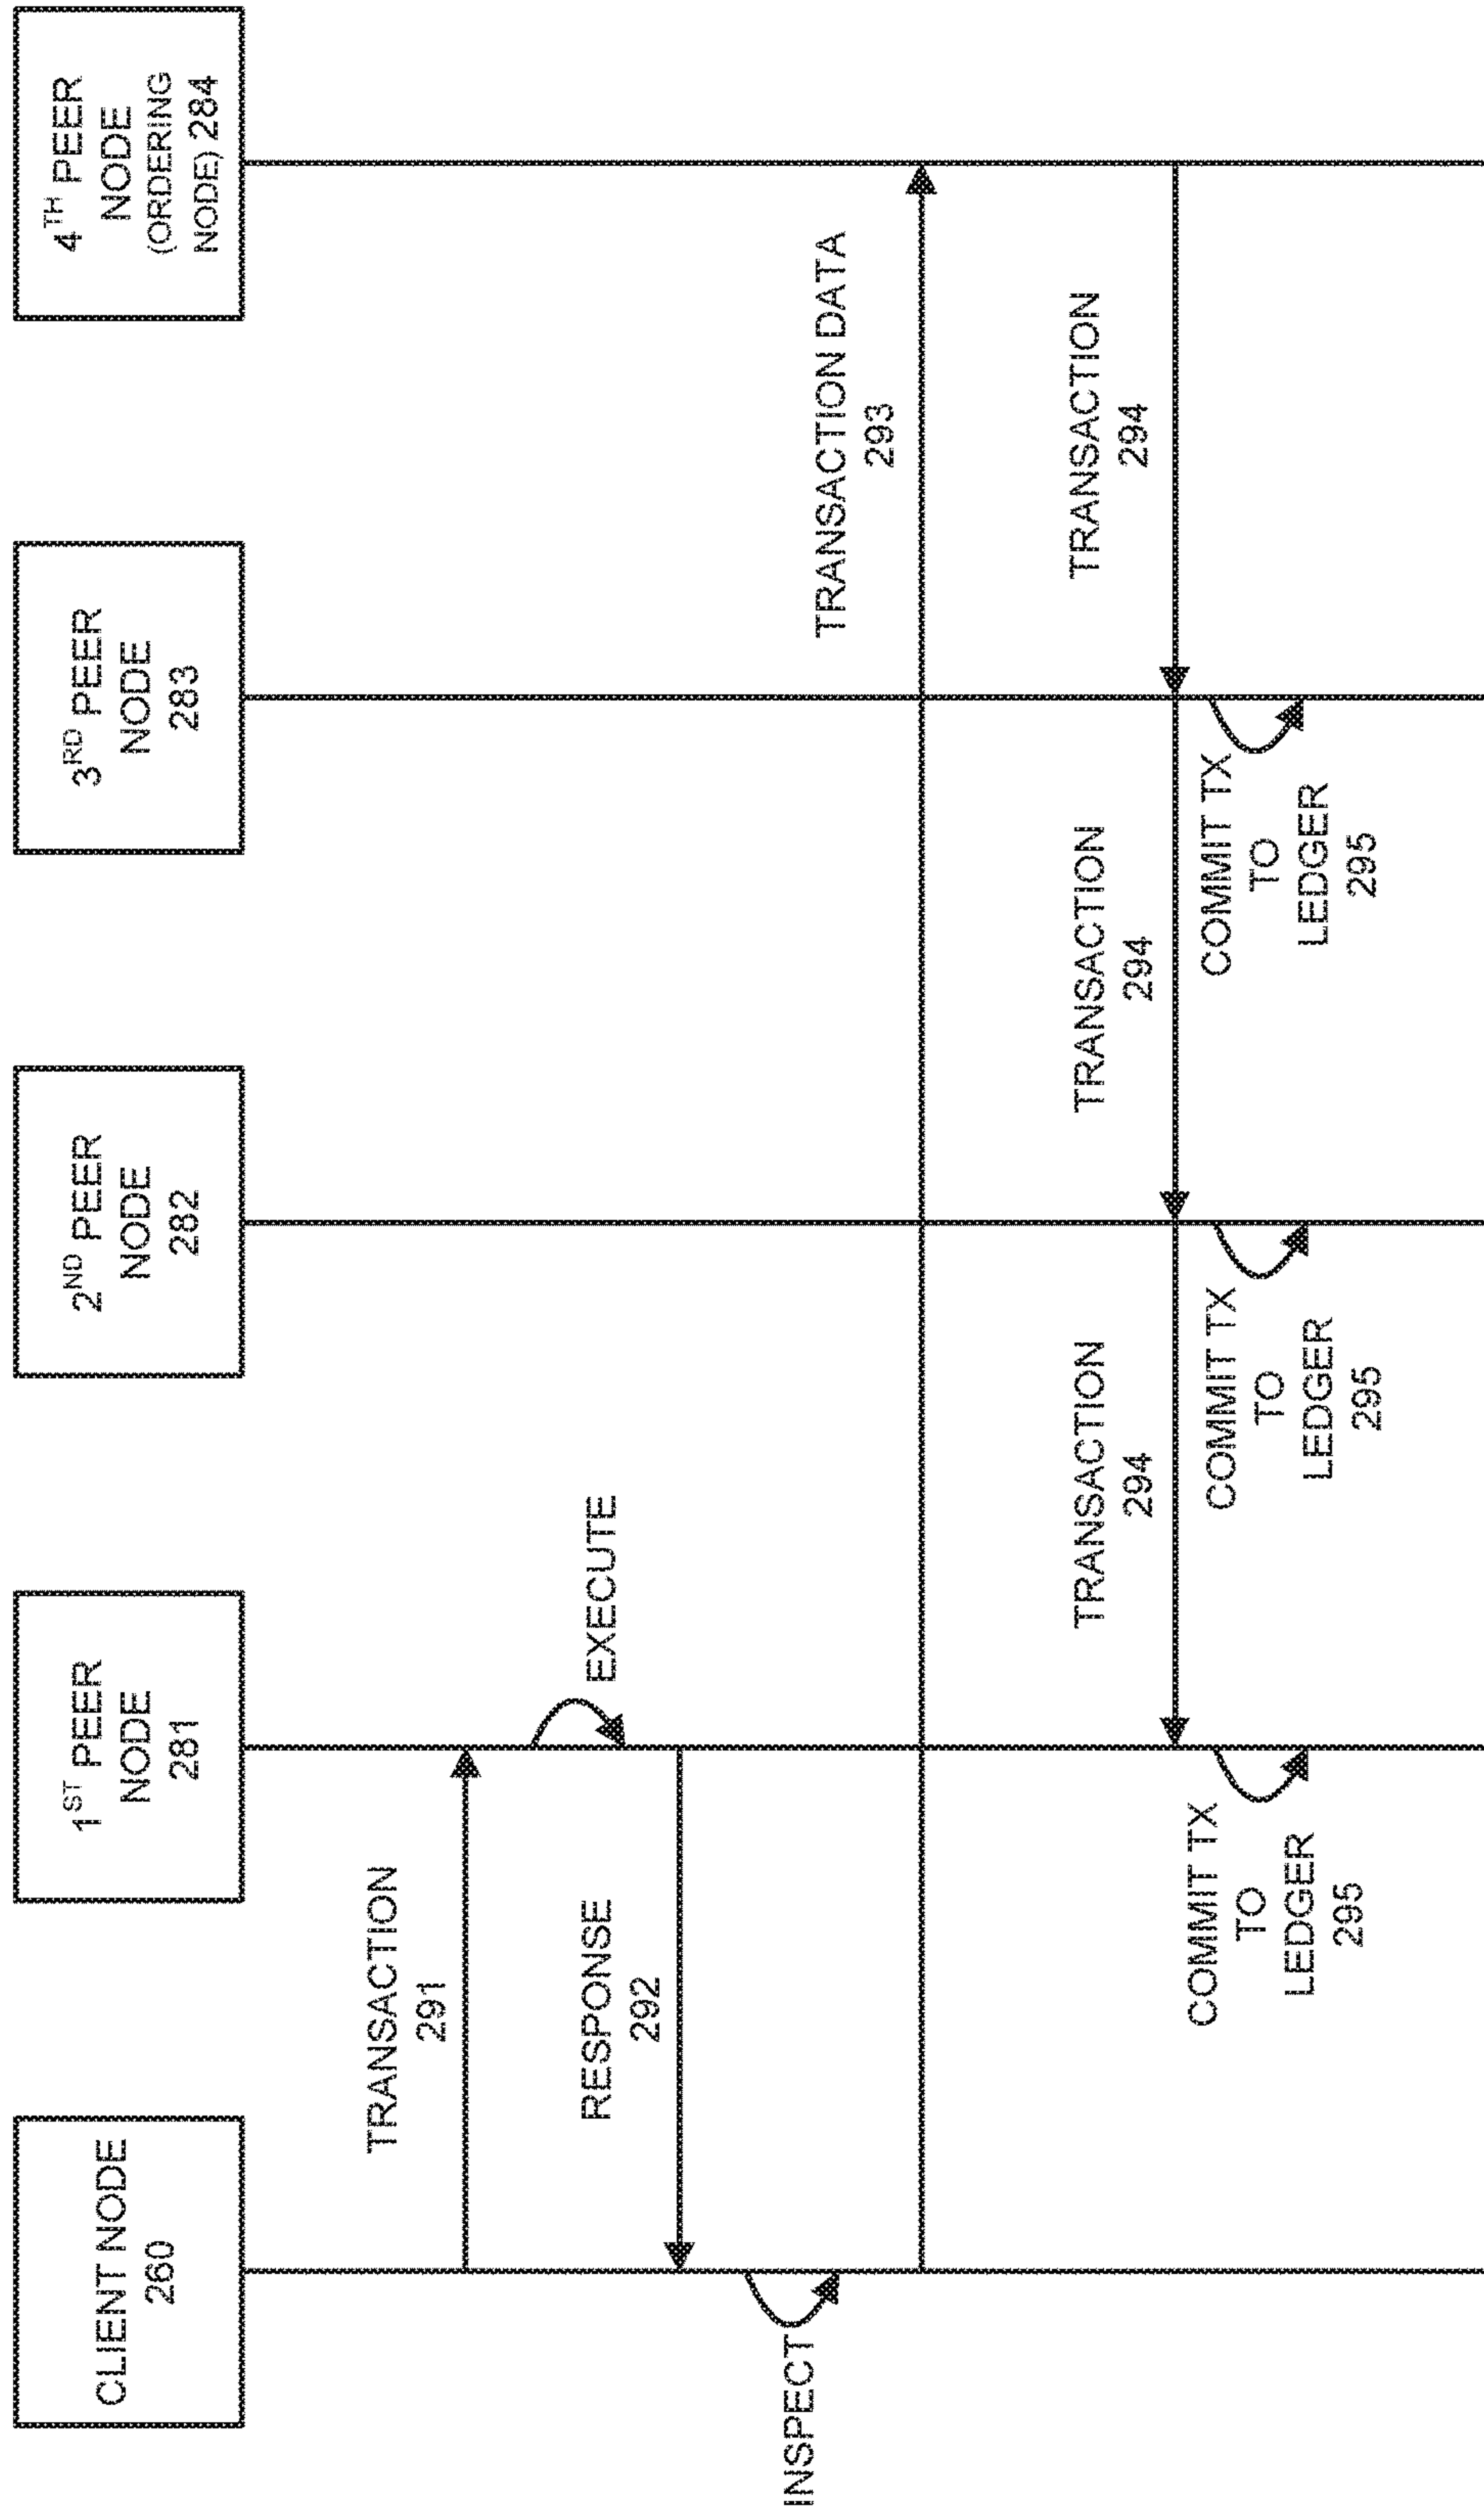 CLIENT NODE
260
1ST PEER
NODE
281
2ND PEER
NODE
282
3RD PEER
NODE
283
4TH PEER
NODE
(ORDERING
NODE) 284
TRANSACTION
291
EXECUTE
RESPONSE
292
INSPECT
TRANSACTION DATA
293
TRANSACTION
294
TRANSACTION
294
TRANSACTION
294
COMMIT TX
TO
LEDGER
295
COMMIT TX
TO
LEDGER
295
COMMIT TX
TO
LEDGER
295